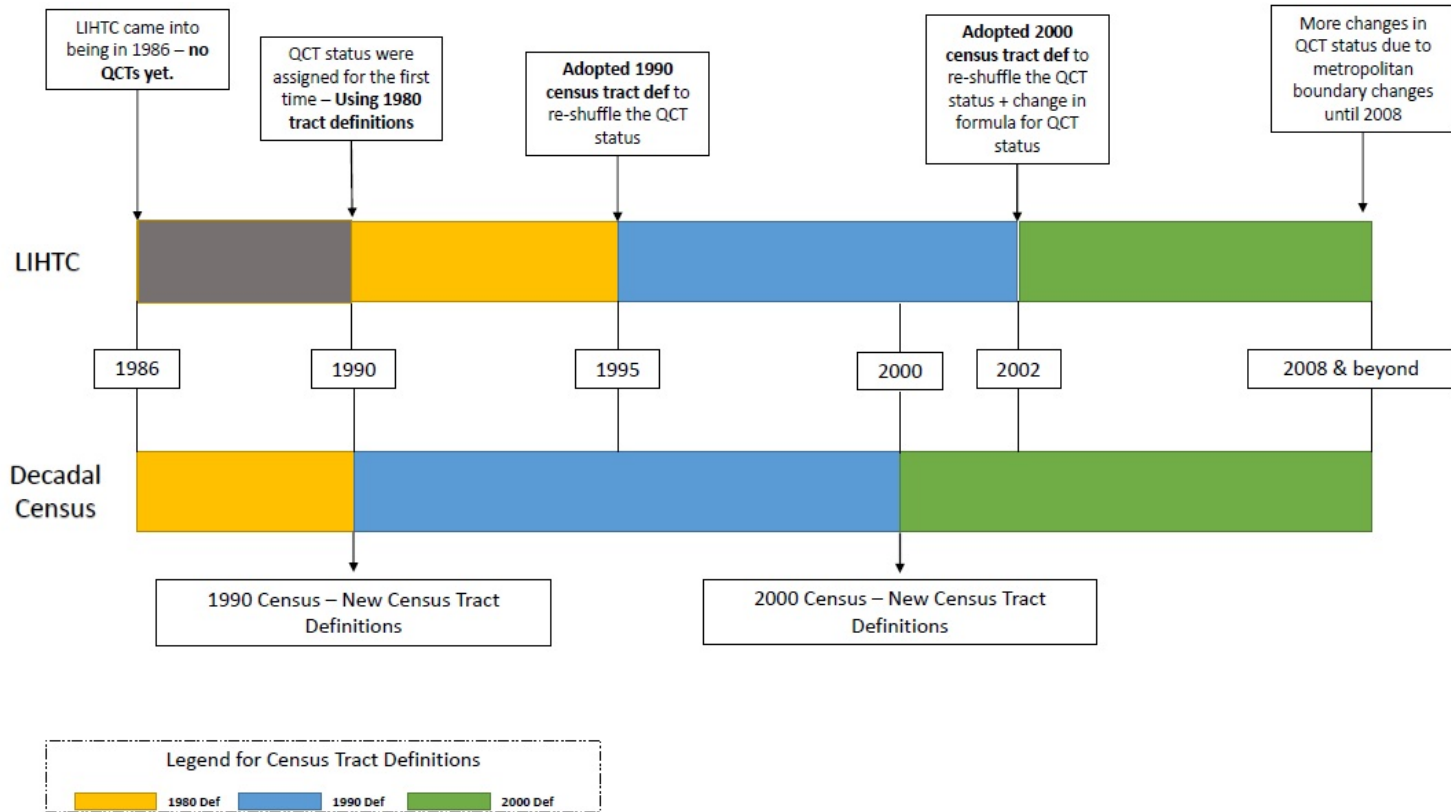 LIHTC came into
being in 1986 – no
QCTs yet.
QCT status were
assigned for the first
time – Using 1980
tract definitions
Adopted 1990
census tract def to
re-shuffle the QCT
status
Adopted 2000
census tract def to
re-shuffle the QCT
status + change in
formula for QCT
status
More changes in
QCT status due to
metropolitan
boundary changes
until 2008
LIHTC
1986
1990
1995
2000
2002
2008 & beyond
Decadal
Census
1990 Census – New Census Tract
Definitions
2000 Census – New Census Tract
Definitions
Legend for Census Tract Definitions
1980 Def
1990 Def
2000 Def